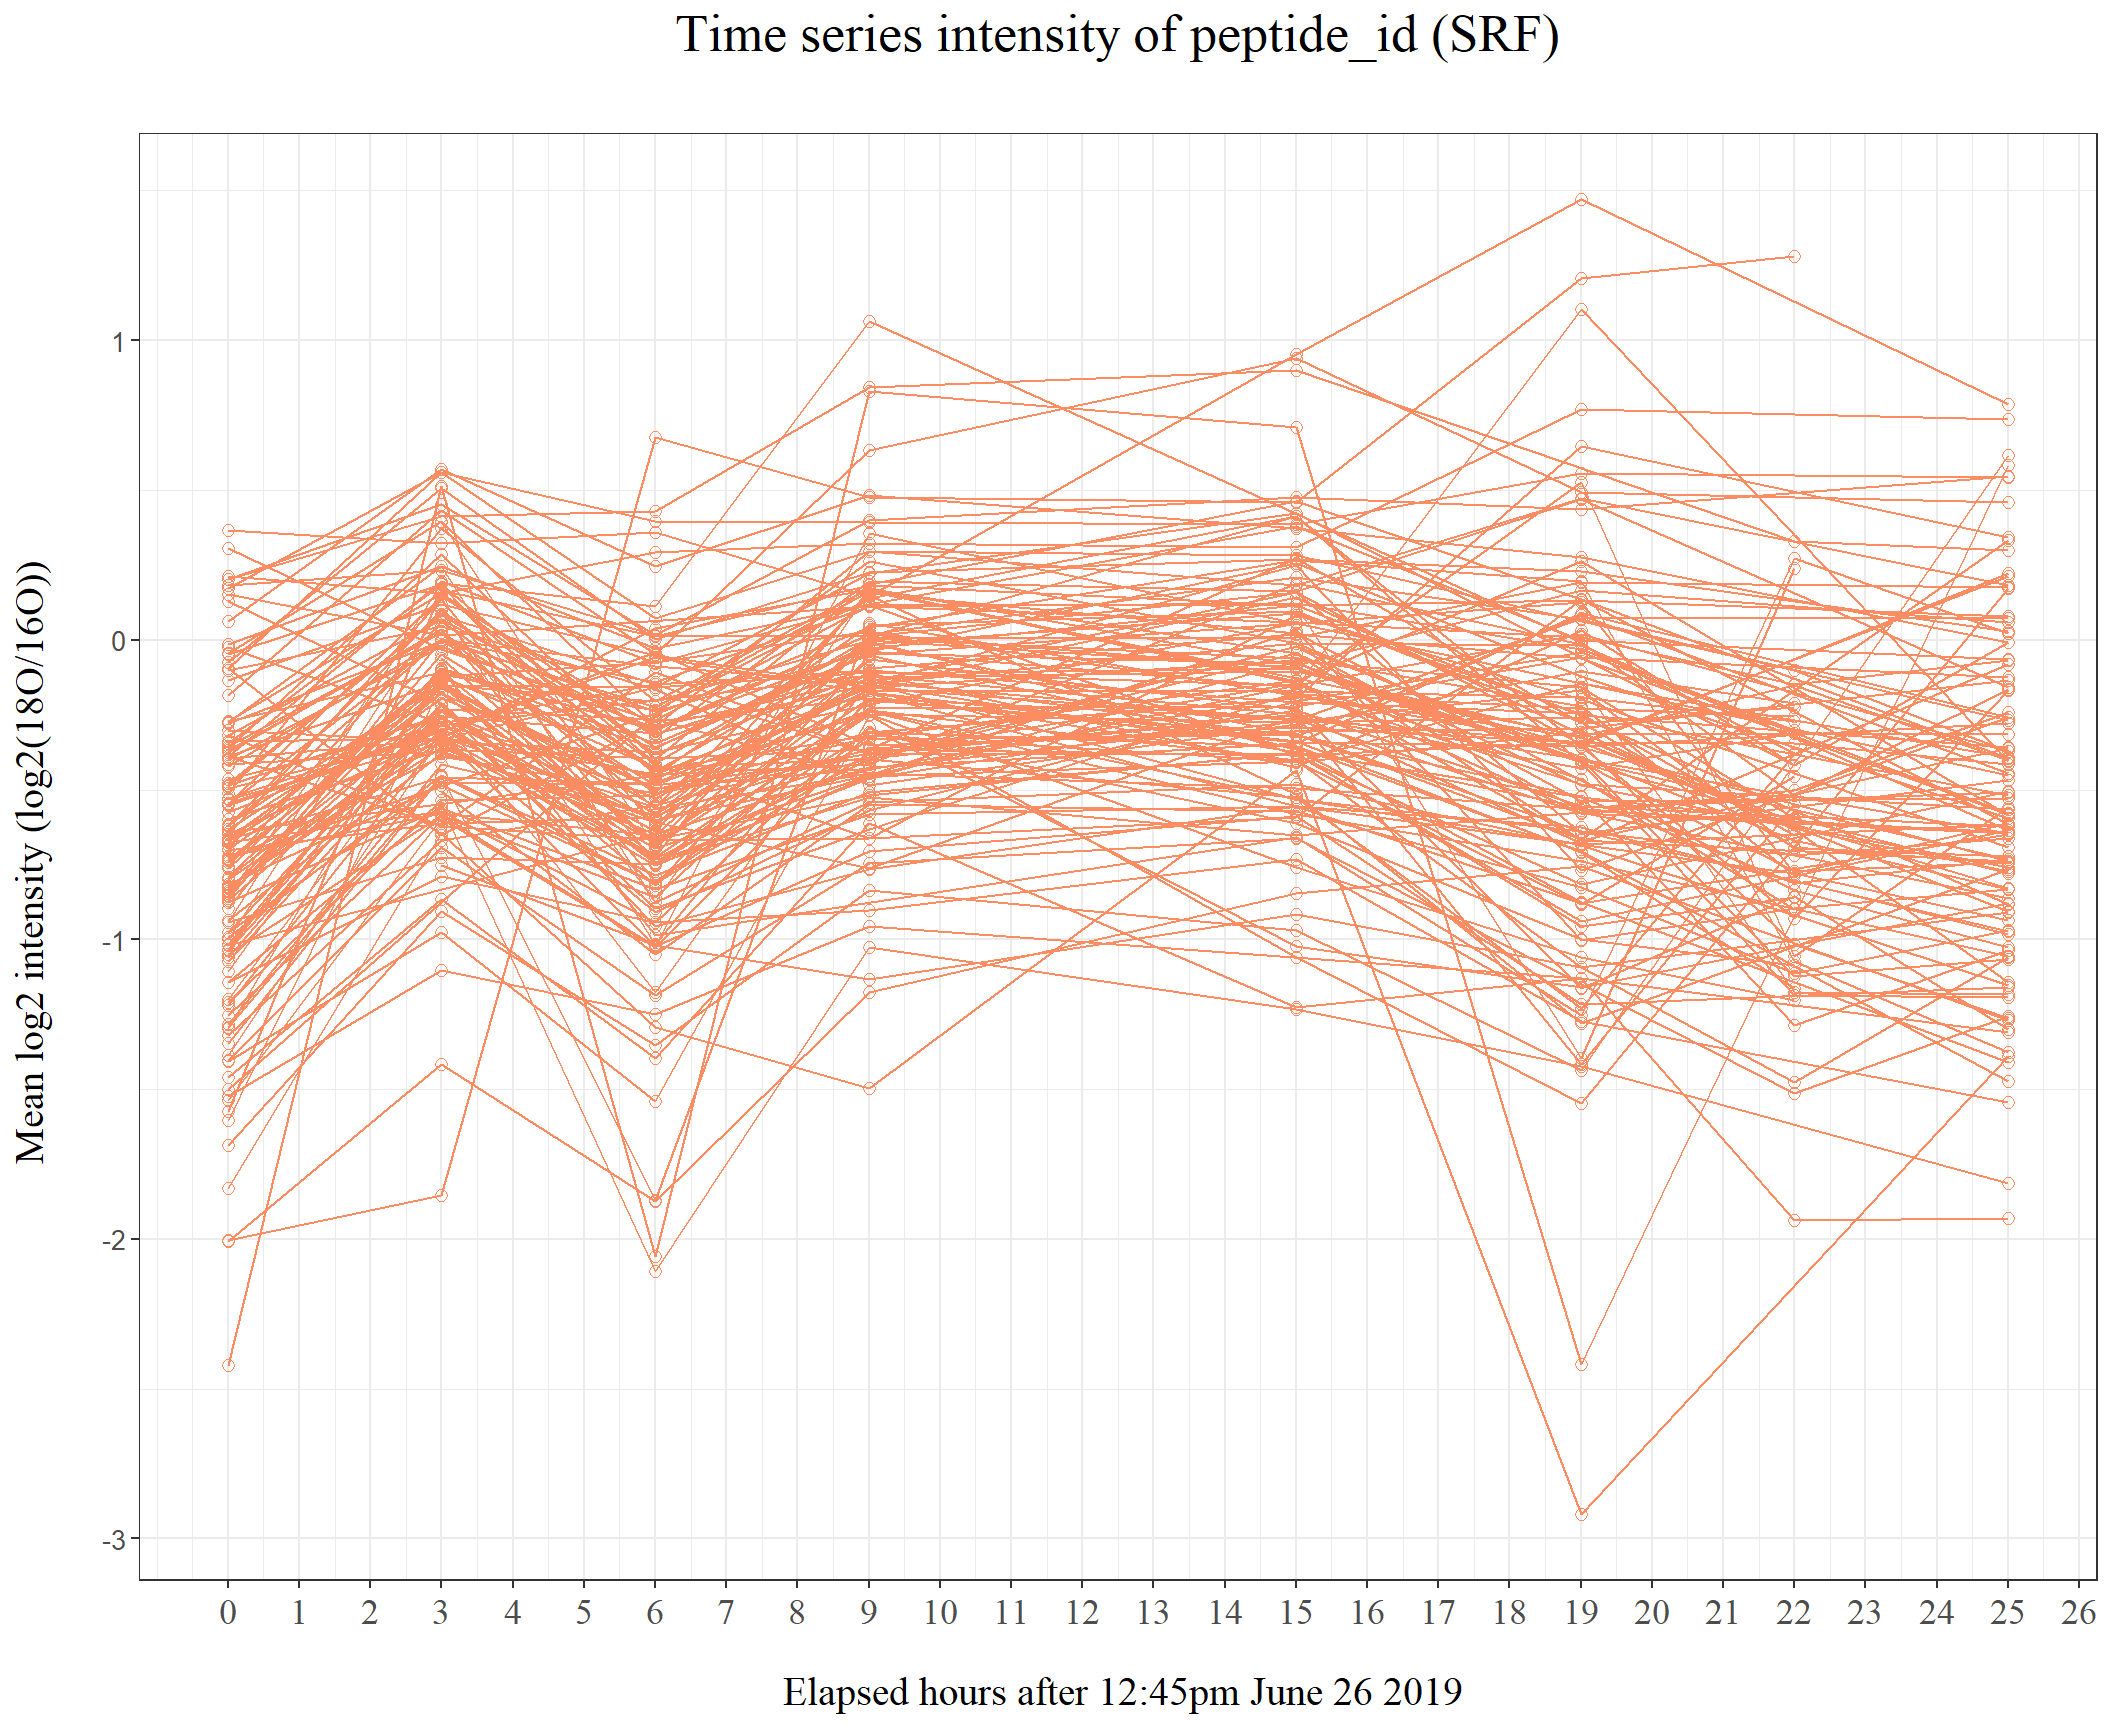 Time series intensity of peptide_id (SRF)
Mean log2 intensity (log2(18O/16O))
1
0
-1
-2
-3
0 1 2 3 4 5 6 7 8 9 10 11 12 13 14 15 16 17 18 19 20 21 22 23 24 25 26
Elapsed hours after 12:45pm June 26 2019